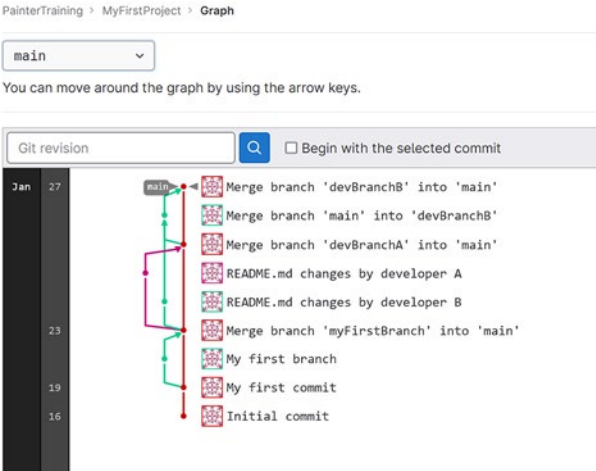 PainterTraining > MyFirstProject > Graph
main
You can move around the graph by using the arrow keys.
Git revision
Begin with the selected commit
Jan 27 main Merge branch 'devBranchB' into 'main'
Merge branch 'main' into 'devBranchB'
Merge branch 'devBranchA' into 'main'
README.md changes by developer A
README.md changes by developer B
23 Merge branch 'myFirstBranch' into 'main'
My first branch
19 My first commit
16 Initial commit